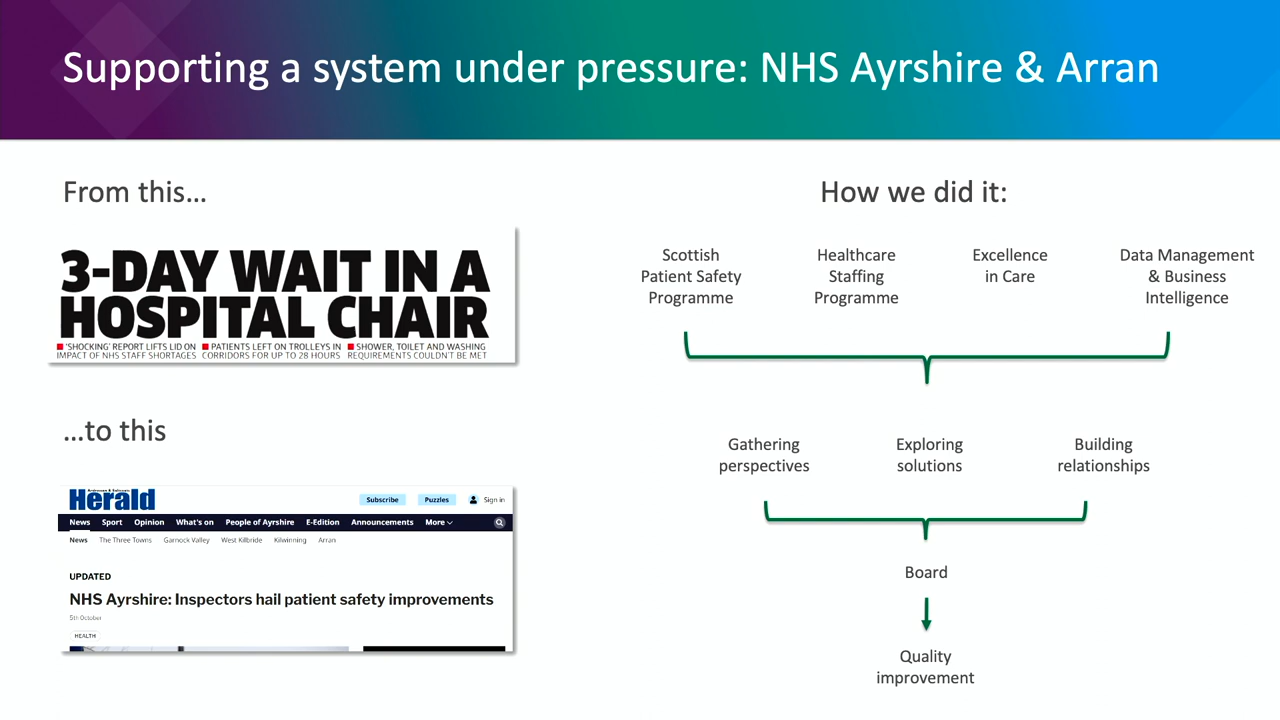 Supporting a system under pressure: NHS Ayrshire & Arran
From this…
3-DAY WAIT IN A
HOSPITAL CHAIR
'SHOCKING' REPORT LIFTS LID ON
IMPACT OF NHS STAFF SHORTAGES
PATIENTS LEFT ON TROLLEYS IN
CORRIDORS FOR UP TO 28 HOURS
SHOWER, TOILET AND WASHING
REQUIREMENTS COULDN'T BE MET
…to this
Herald
Subscribe Puzzles Sign in
News Sport Opinion What's on People of Ayrshire E-Edition Announcements More
News The Three Towns Garnock Valley West Kilbride Kilwinning Arran
UPDATED
NHS Ayrshire: Inspectors hail patient safety improvements
5th October
HEALTH
How we did it:
Scottish
Patient Safety
Programme
Healthcare
Staffing
Programme
Excellence
in Care
Data Management
& Business
Intelligence
Gathering
perspectives
Exploring
solutions
Building
relationships
Board
Quality
improvement